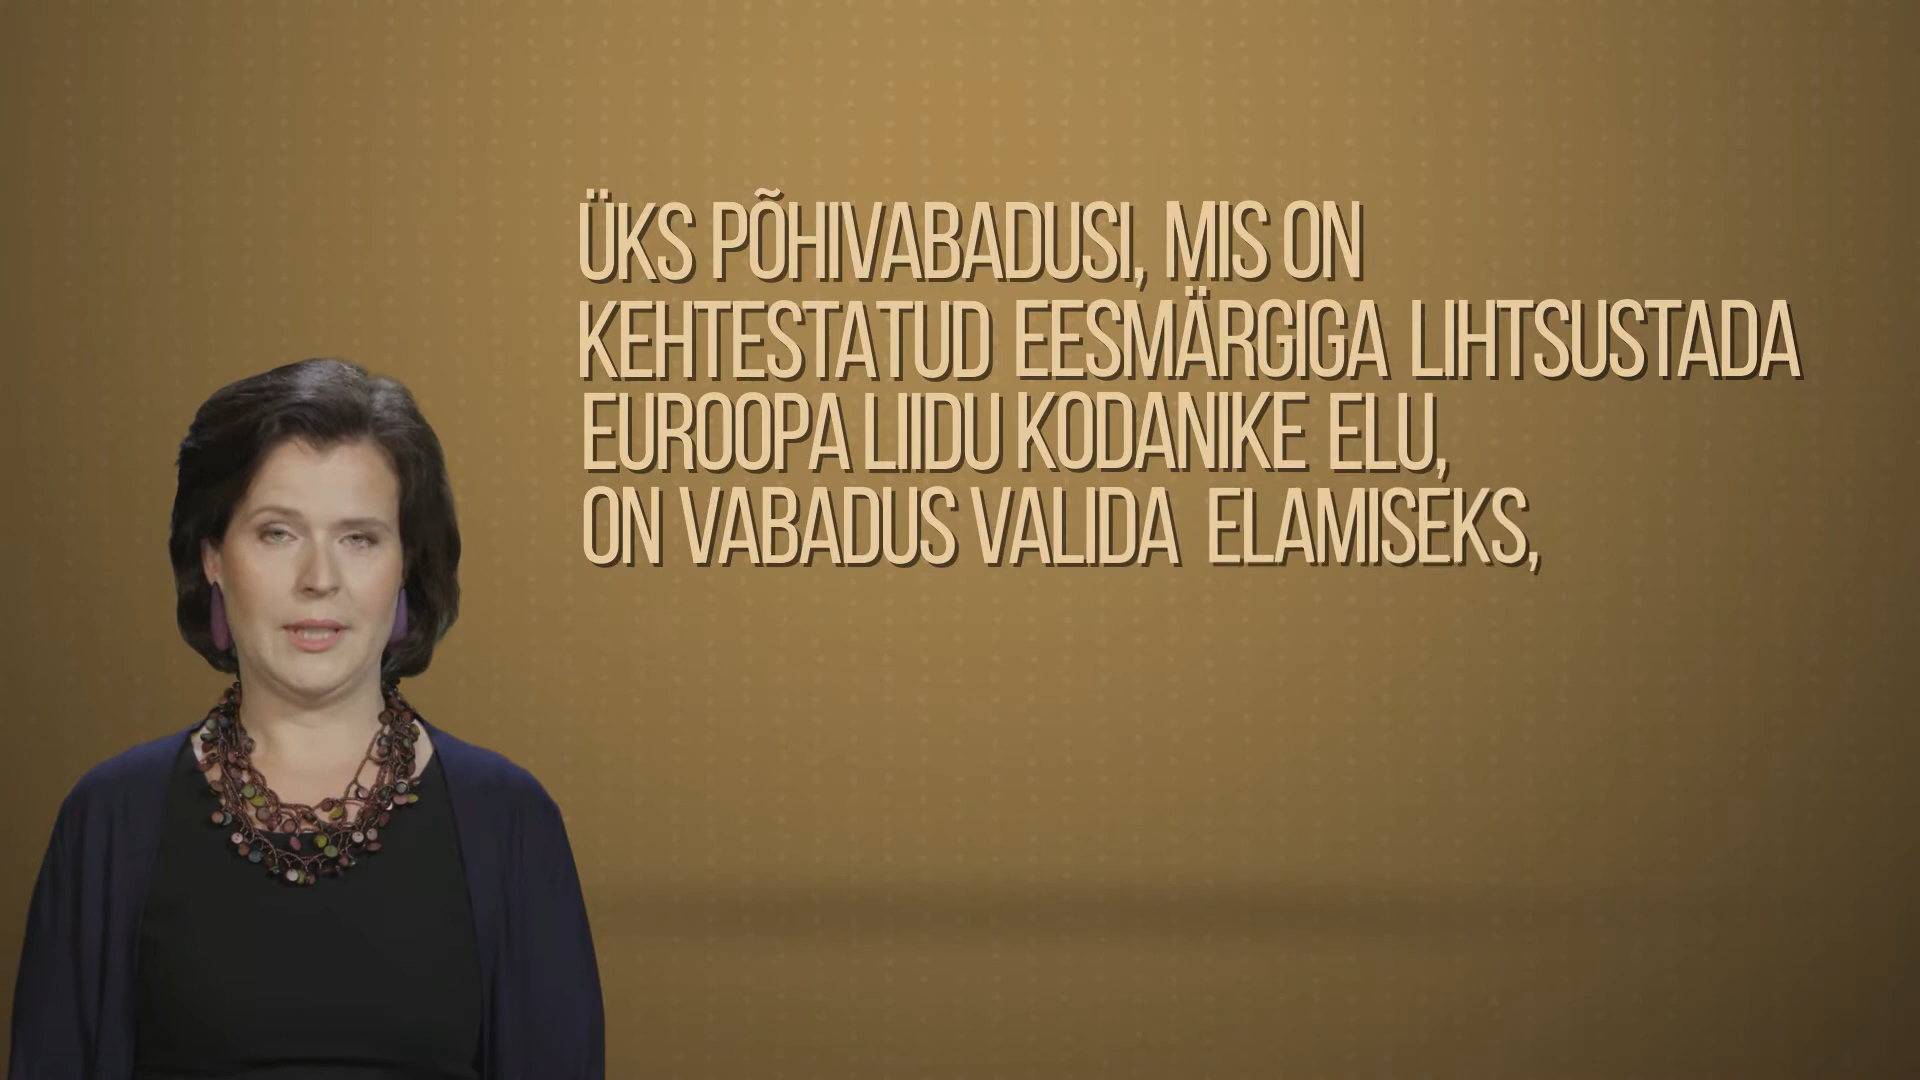 ÜKS PÕHIVABADUSI, MIS ON
KEHTESTATUD EESMÄRGIGA LIHTSUSTADA
EUROOPA LIIDU KODANIKE ELU,
ON VABADUS VALIDA ELAMISEKS,